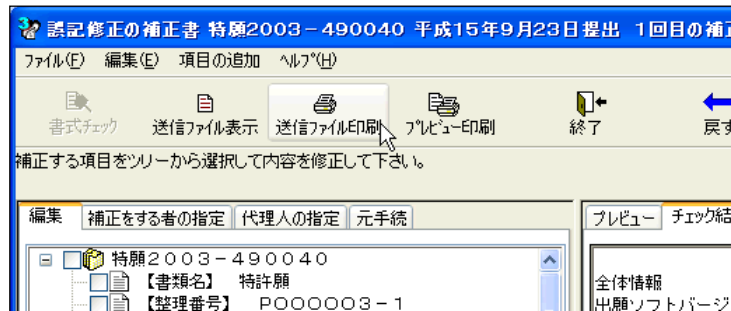 誤記修正の補正書 特願2003-490040 平成15年9月23日提出 1回目の補正
ﾌｧｲﾙ(F) 編集(E) 項目の追加 ﾍﾙﾌﾟ(H)
書式ﾁｪｯｸ 送信ﾌｧｲﾙ表示 送信ﾌｧｲﾙ印刷 ﾌﾟﾚﾋﾞｭｰ印刷 終了 戻す
補正する項目をツリーから選択して内容を修正して下さい。
編集 補正をする者の指定 代理人の指定 元手続 プレビュー チェック結
特願２００３－４９００４０
【書類名】 特許願
【整理番号】 Ｐ０００００３－１
全体情報
出願ソフトバージ